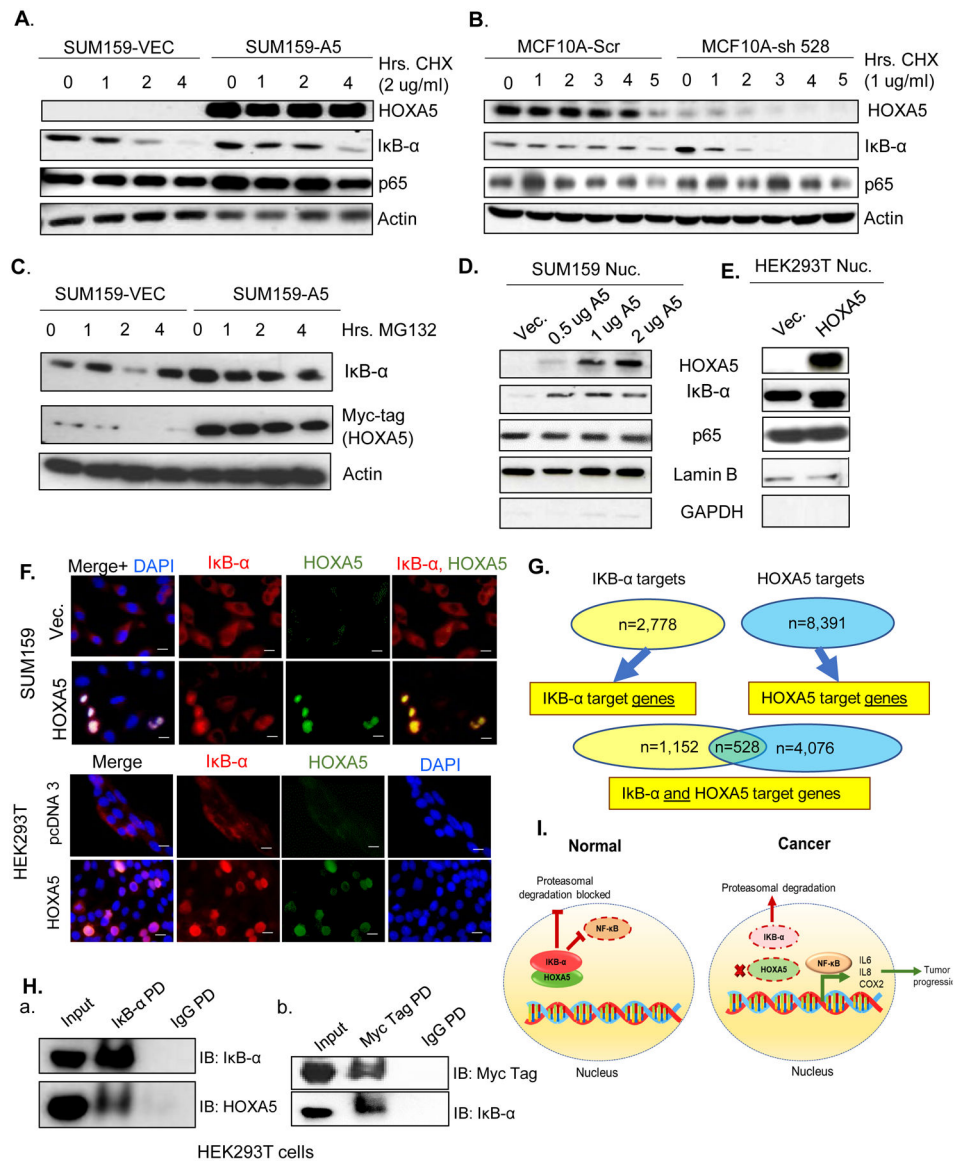 A.
SUM159-VEC SUM159-A5
0 1 2 4 0 1 2 4 Hrs. CHX
(2 ug/ml)
HOXA5
IκB-α
p65
Actin
B.
MCF10A-Scr MCF10A-sh 528
0 1 2 3 4 5 0 1 2 3 4 5 Hrs. CHX
(1 ug/ml)
HOXA5
IκB-α
p65
Actin
C.
SUM159-VEC SUM159-A5
0 1 2 4 0 1 2 4 Hrs. MG132
IκB-α
Myc-tag
(HOXA5)
Actin
D.
SUM159 Nuc.
Vec. 0.5 ug A5 1 ug A5 2 ug A5
E.
HEK293T Nuc.
Vec. HOXA5
HOXA5
IκB-α
p65
Lamin B
GAPDH
F.
Merge+ DAPI IκB-α HOXA5 IκB-α, HOXA5
SUM159
Vec.
HOXA5
Merge IκB-α HOXA5 DAPI
HEK293T
pcDNA 3
HOXA5
G.
IKB-α targets HOXA5 targets
n=2,778 n=8,391
IKB-α target genes HOXA5 target genes
n=1,152 n=528 n=4,076
IκB-α and HOXA5 target genes
H.
a.
Input IκB-α PD IgG PD
IB: IκB-α
IB: HOXA5
b.
Input Myc Tag PD IgG PD
IB: Myc Tag
IB: IκB-α
HEK293T cells
I.
Normal
Proteasomal
degradation blocked
NF-κB
IKB-α
HOXA5
Nucleus
Cancer
Proteasomal degradation
IKB-α
HOXA5
NF-κB
IL6
IL8
COX2
Tumor
progressio
Nucleus